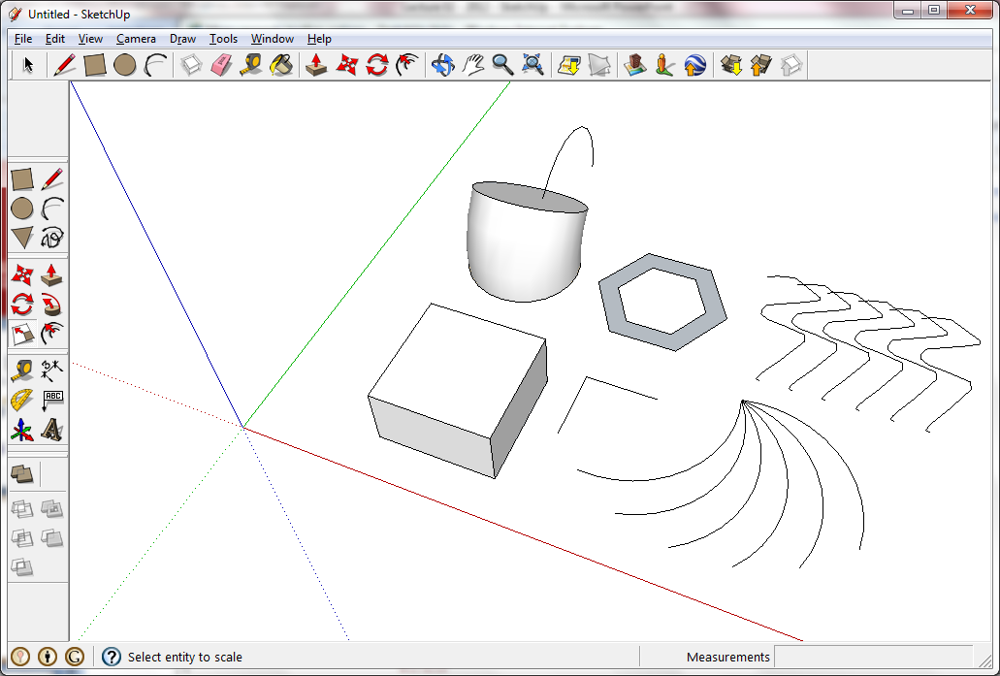 Untitled - SketchUp
File Edit View Camera Draw Tools Window Help
ABC
A
G
? Select entity to scale
Measurements